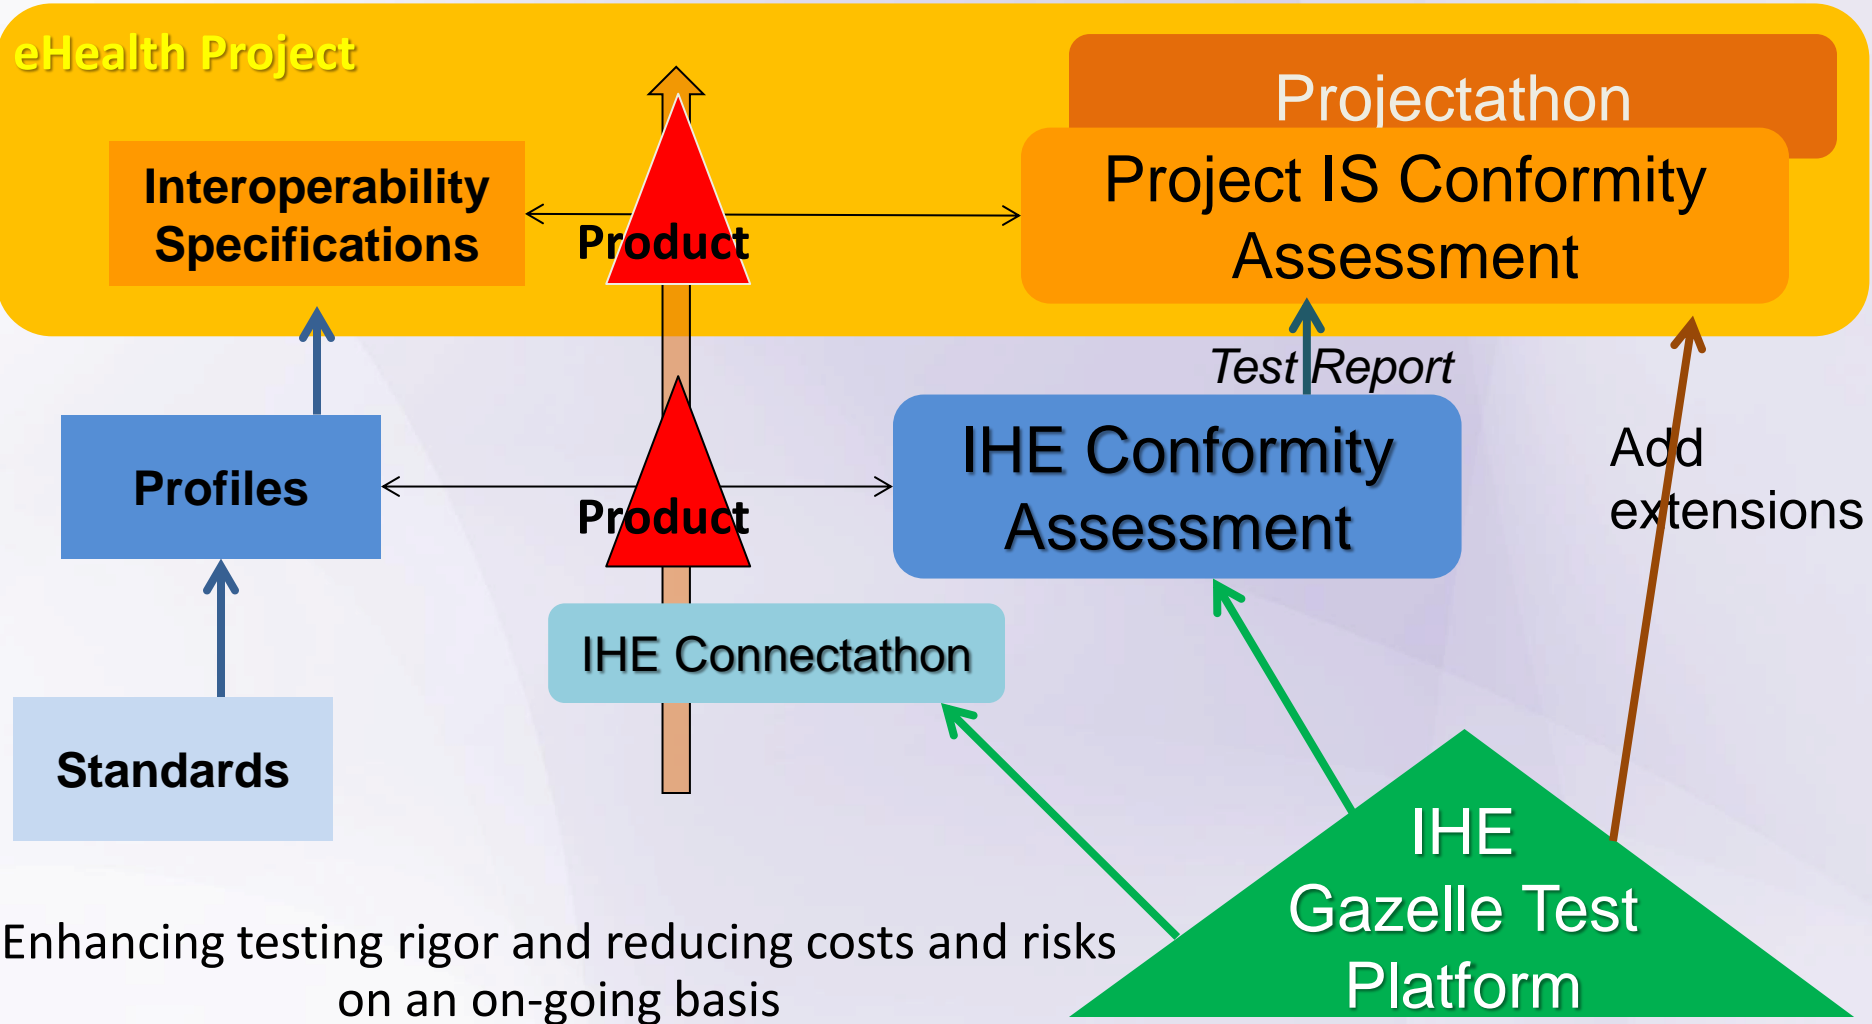 eHealth Project
Projectathon
Interoperability
Specifications
Product
Project IS Conformity
Assessment
Test Report
Profiles
Product
IHE Conformity
Assessment
Add
extensions
IHE Connectathon
Standards
IHE
Gazelle Test
Platform
Enhancing testing rigor and reducing costs and risks
on an on-going basis